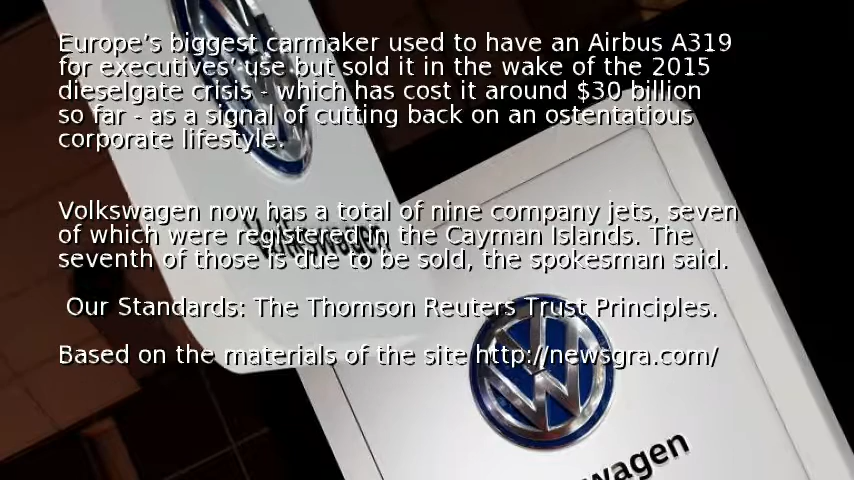 Europe’s biggest carmaker used to have an Airbus A319
for executives’ use but sold it in the wake of the 2015
dieselgate crisis - which has cost it around $30 billion
so far - as a signal of cutting back on an ostentatious
corporate lifestyle.
Volkswagen now has a total of nine company jets, seven
of which were registered in the Cayman Islands. The
seventh of those is due to be sold, the spokesman said.
Our Standards: The Thomson Reuters Trust Principles.
Based on the materials of the site http://newsgra.com/
Volkswagen
VW
wagen